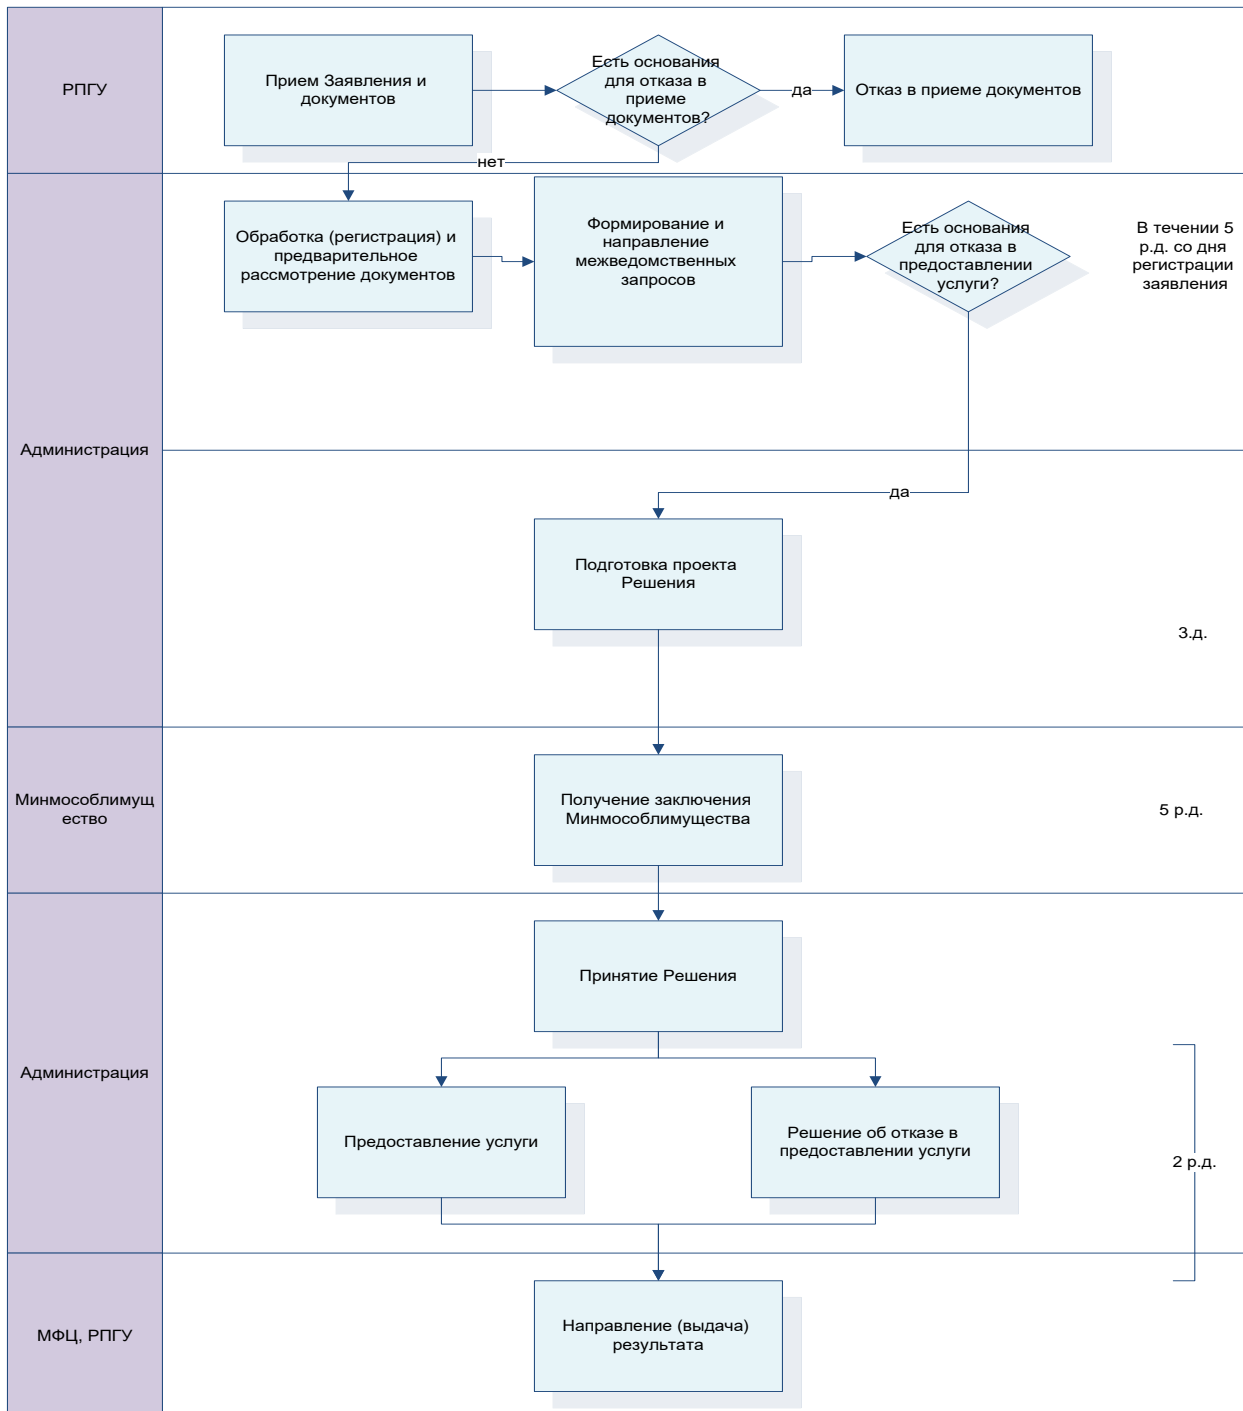 РПГУ
Прием Заявления и
документов
Есть основания
для отказа в
приеме
документов?
да
Отказ в приеме документов
нет
Администрация
Обработка (регистрация) и
предварительное
рассмотрение документов
Формирование и
направление
межведомственных
запросов
Есть основания
для отказа в
предоставлении
услуги?
В течении 5
р.д. со дня
регистрации
заявления
да
Подготовка проекта
Решения
3.д.
Минмособлимущ
ество
Получение заключения
Минмособлимущества
5 р.д.
Администрация
Принятие Решения
Предоставление услуги
Решение об отказе в
предоставлении услуги
2 р.д.
МФЦ, РПГУ
Направление (выдача)
результата